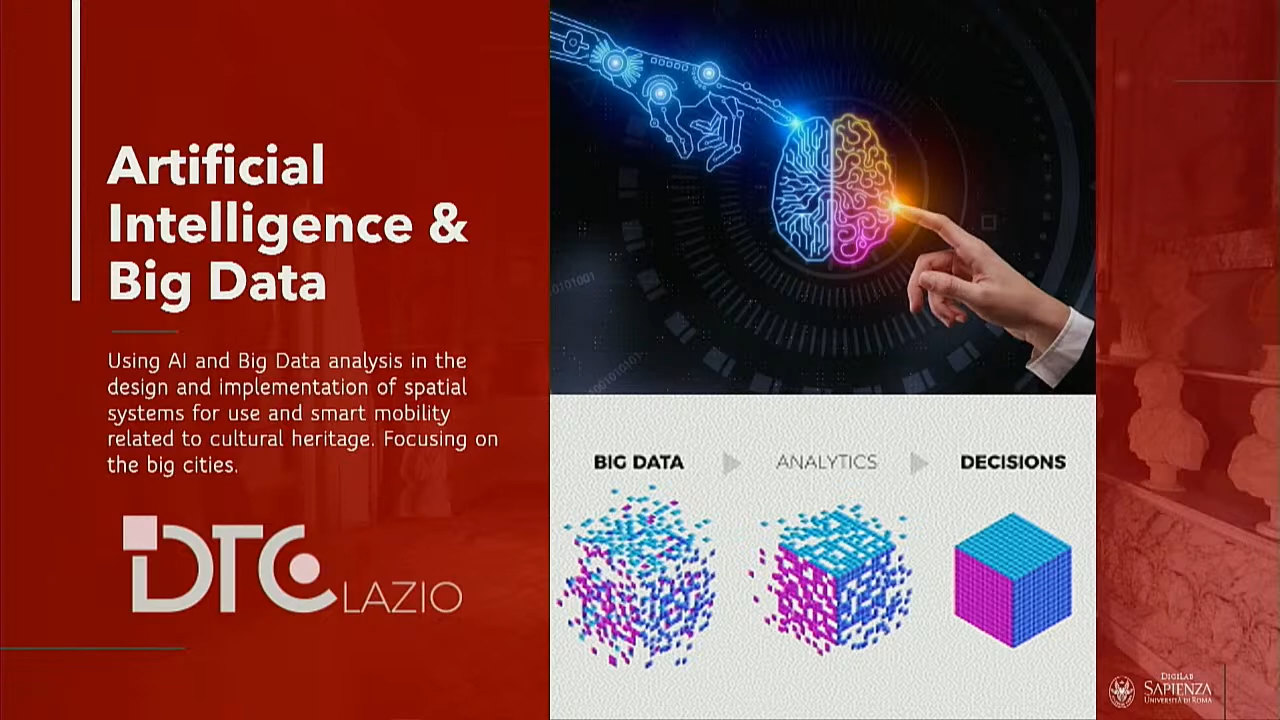 Artificial
Intelligence &
Big Data
Using AI and Big Data analysis in the
design and implementation of spatial
systems for use and smart mobility
related to cultural heritage. Focusing on
the big cities.
DTC LAZIO
BIG DATA
ANALYTICS
DECISIONS
DIGILAB
SAPIENZA
UNIVERSITÀ DI ROMA